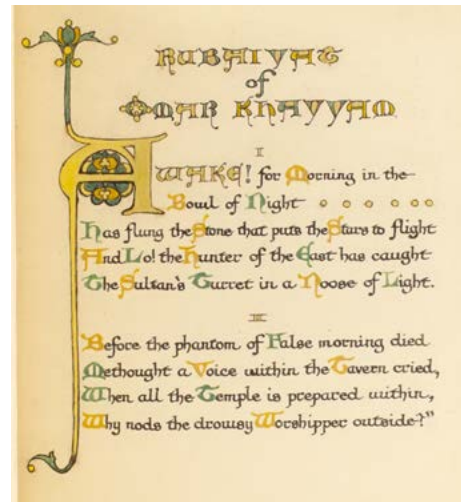 RUBAIYAT
of
OMAR KHAYYAM
I
AWAKE! for Morning in the
Bowl of Night
Has flung the Stone that puts the Stars to flight
And Lo! the Hunter of the East has caught
The Sultan's Turret in a Noose of Light.
II
Before the phantom of False morning died
Methought a Voice within the Tavern cried,
When all the Temple is prepared within,
Why nods the drowsy Worshipper outside?"